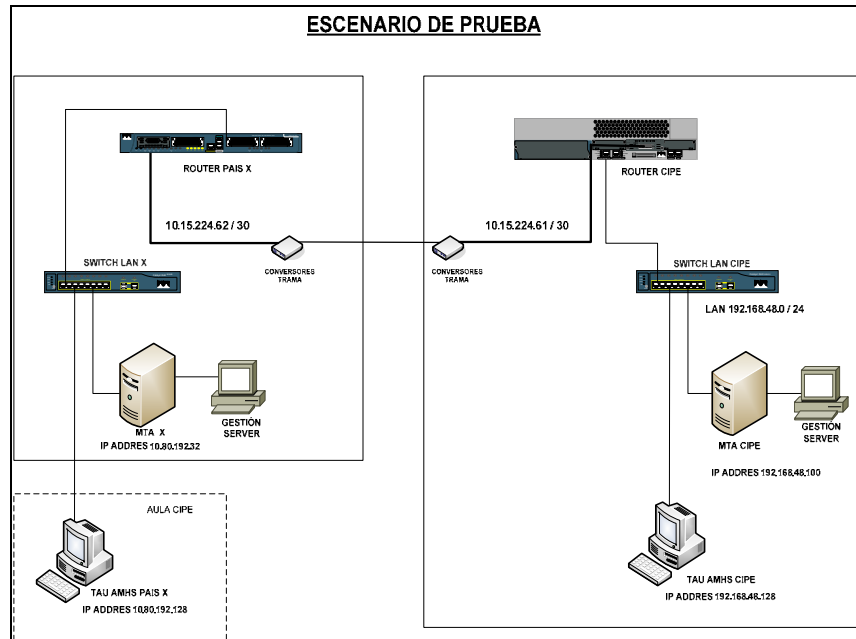 ESCENARIO DE PRUEBA
ROUTER PAIS X
10.15.224.62 / 30
CONVERSORES
TRAMA
SWITCH LAN X
MTA X
IP ADDRES 10.80.192.32
GESTIÓN
SERVER
AULA CIPE
TAU AMHS PAIS X
IP ADDRES 10.80.192.128
ROUTER CIPE
10.15.224.61 / 30
CONVERSORES
TRAMA
SWITCH LAN CIPE
LAN 192.168.48.0 / 24
MTA CIPE
GESTIÓN
SERVER
IP ADDRES 192.168.48.100
TAU AMHS CIPE
IP ADDRES 192.168.48.128